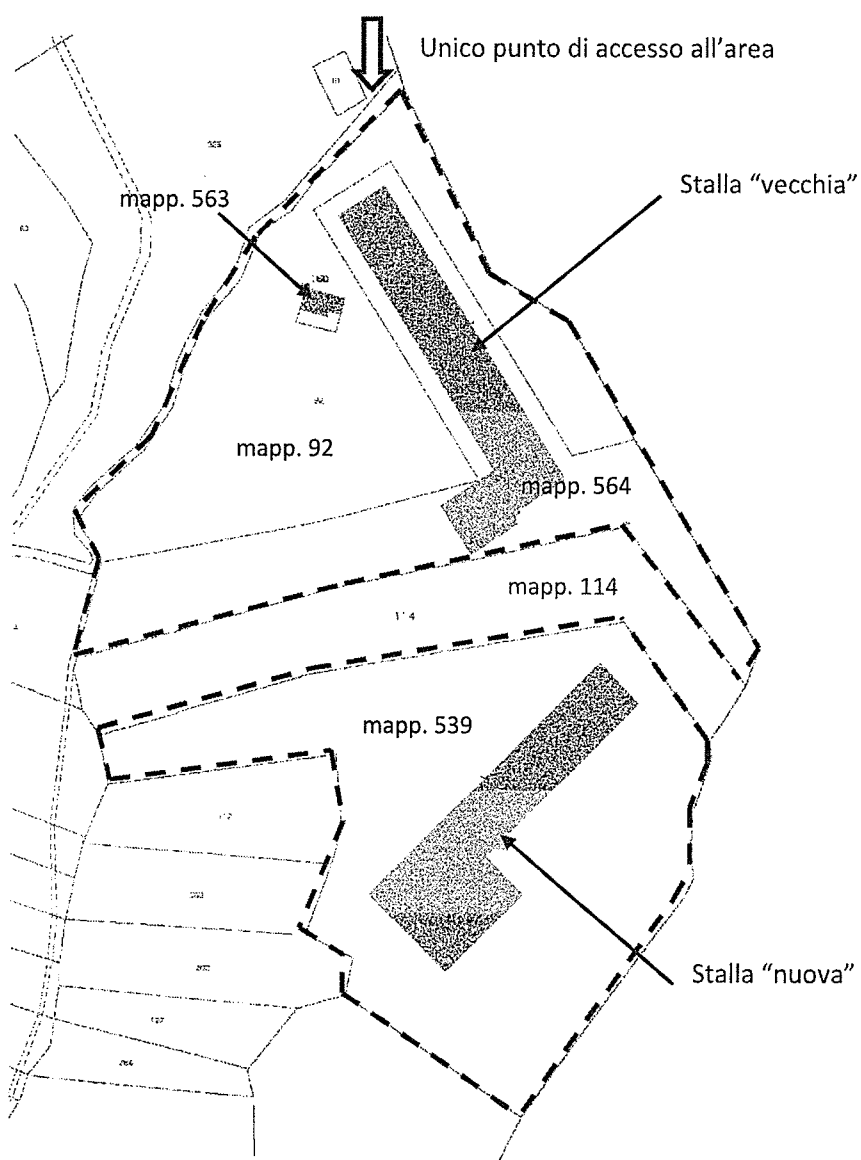 Unico punto di accesso all'area
Stalla "vecchia"
mapp. 563
mapp. 92
mapp. 564
mapp. 114
114
mapp. 539
Stalla "nuova"